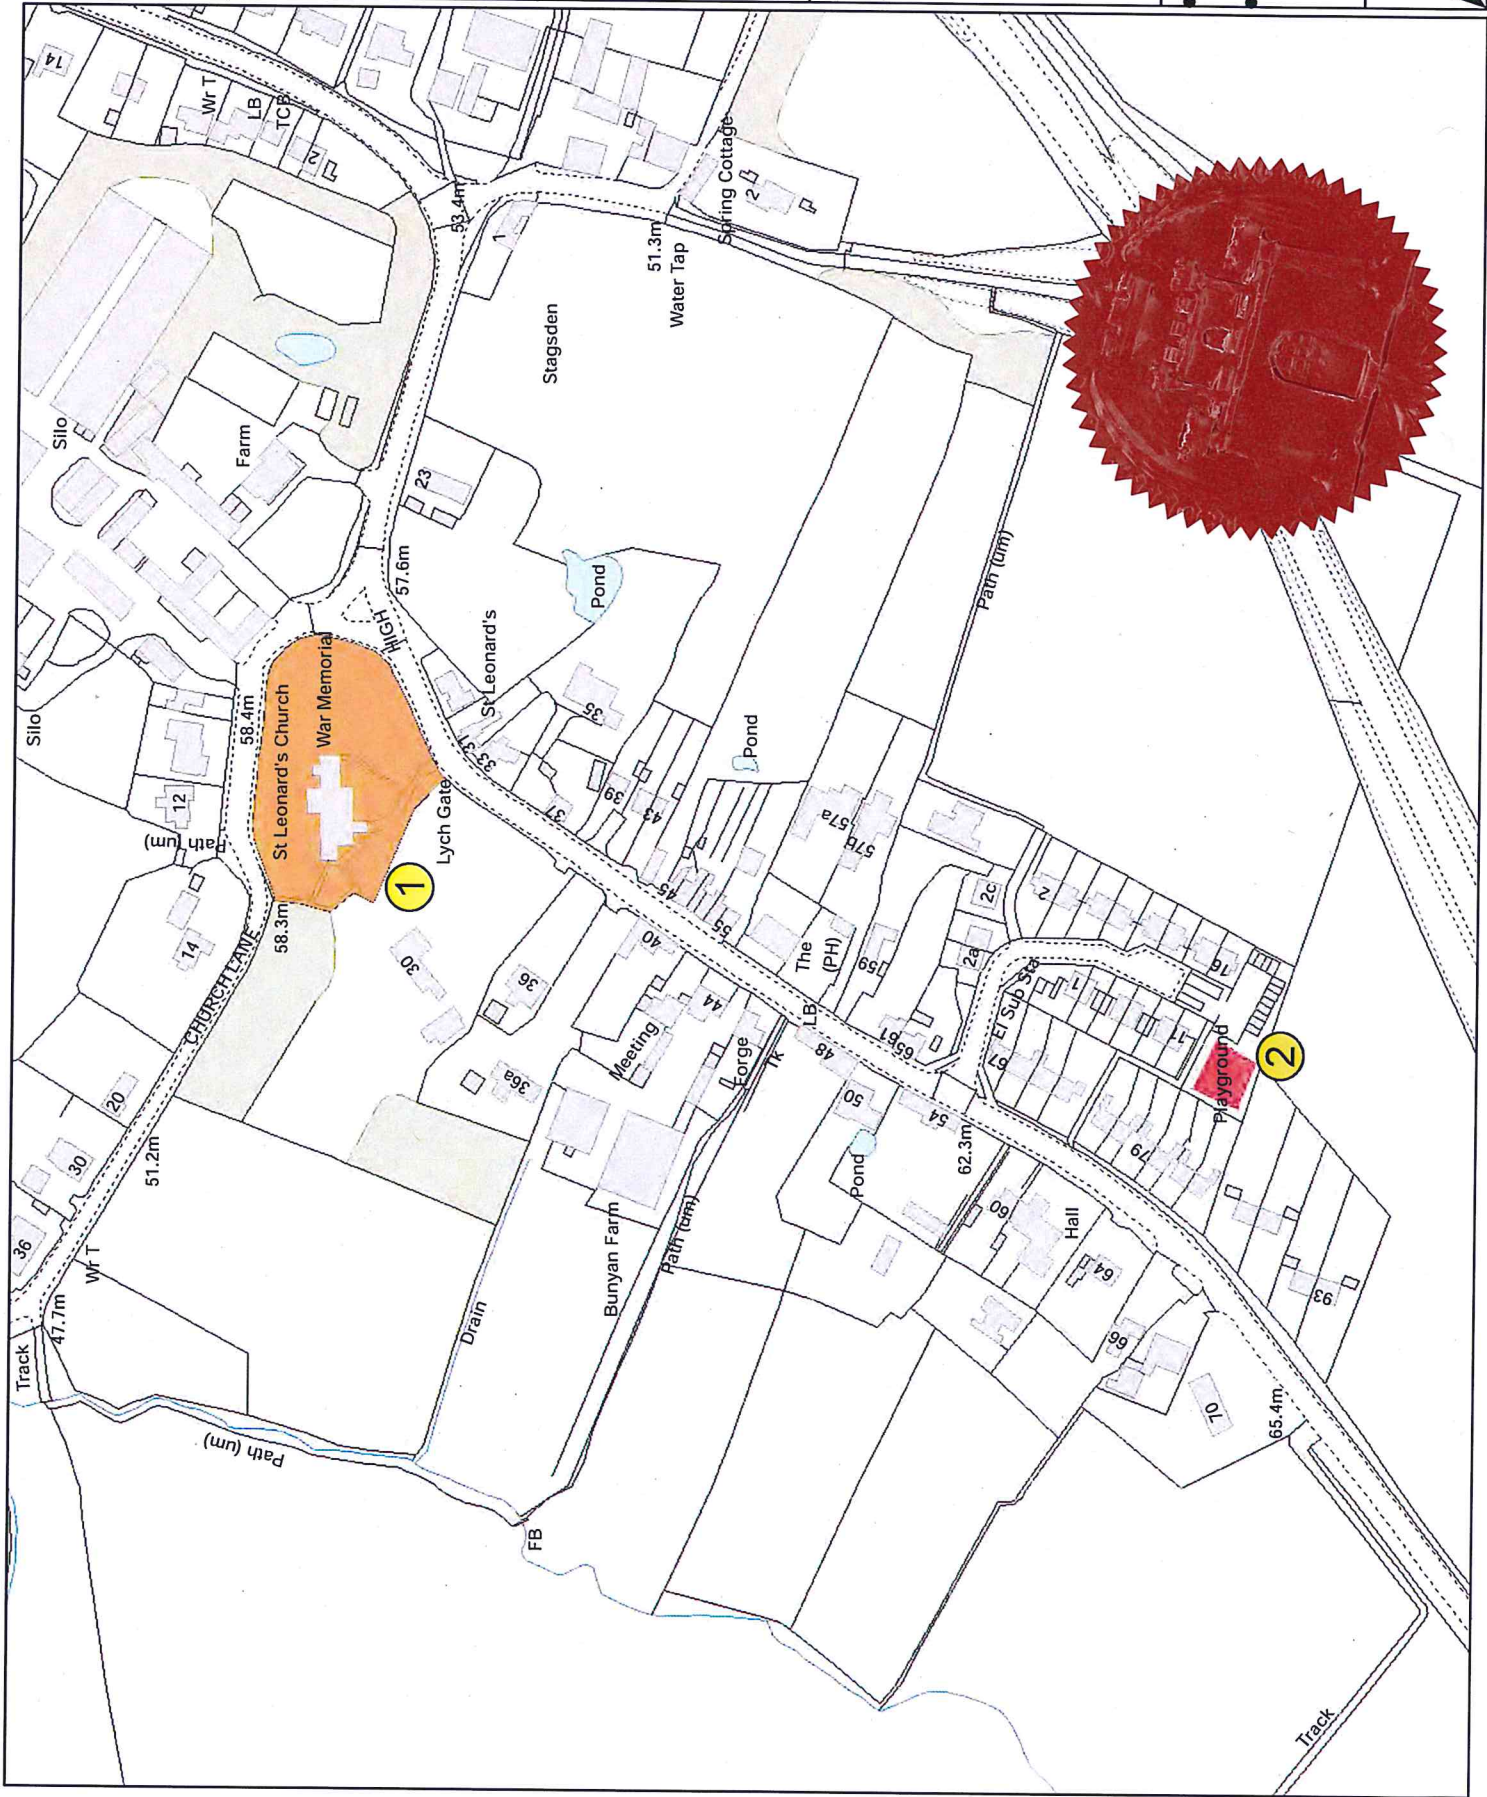 14
Wr T
LB
TCB
2
53.4m
1
Spring Cottage
2
51.3m
Water Tap
Stagsden
Silo
Farm
23
57.6m
Pond
HIGH
St Leonard's
Silo
58.4m
St Leonard's Church
War Memorial
35
33
31
Pond
12
Path (um)
Lych Gate
37
39
43
Path (um)
57a
57b
1
14
58.3m
CHURCH LANE
30
45
55
40
2c
2
The
(PH)
59
2a
16
36
44
LB
El Sub Sta
1
11
Meeting
36a
Forge
Tk
48
65
61
67
Playground
2
20
50
54
62.3m
30
51.2m
Pond
79
36
Bunyan Farm
Path (um)
60
Hall
64
Wr T
47.7m
Track
Drain
66
93
Path (um)
70
65.4m
FB
Track